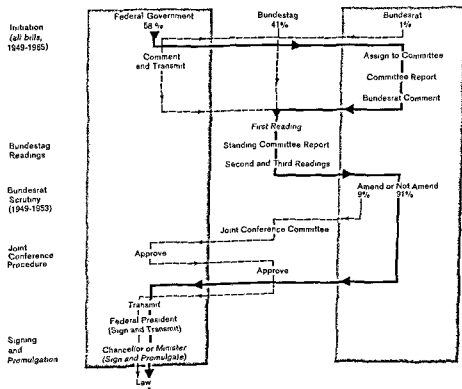 Initiation
(all bills,
1949-1965)
Federal Government
58 %
Bundestag
41%
Bundesrat
1%
Comment
and Transmit
Assign to Committee
Committee Report
Bundesrat Comment
First Reading
Standing Committee Report
Second and Third Readings
Bundestag
Readings
Bundesrat
Scrutiny
(1949-1953)
Amend or Not Amend
9% 91%
Joint Conference Committee
Joint
Conference
Procedure
Approve
Approve
Transmit
Federal President
(Sign and Transmit)
Chancellor or Minister
(Sign and Promulgate)
Signing
and
Promulgation
Law